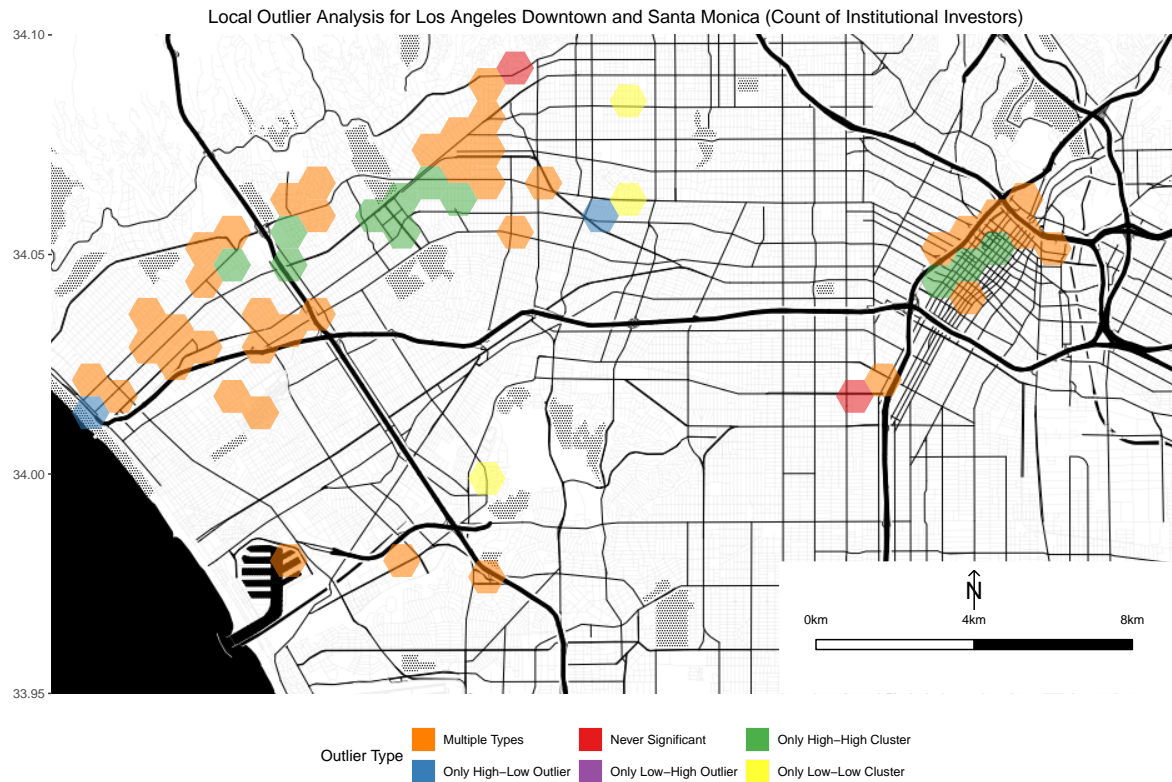 Local Outlier Analysis for Los Angeles Downtown and Santa Monica (Count of Institutional Investors)
34.10
34.05
34.00
33.95
N
0km 4km 8km
Outlier Type
Multiple Types Never Significant Only High−High Cluster
Only High−Low Outlier Only Low−High Outlier Only Low−Low Cluster